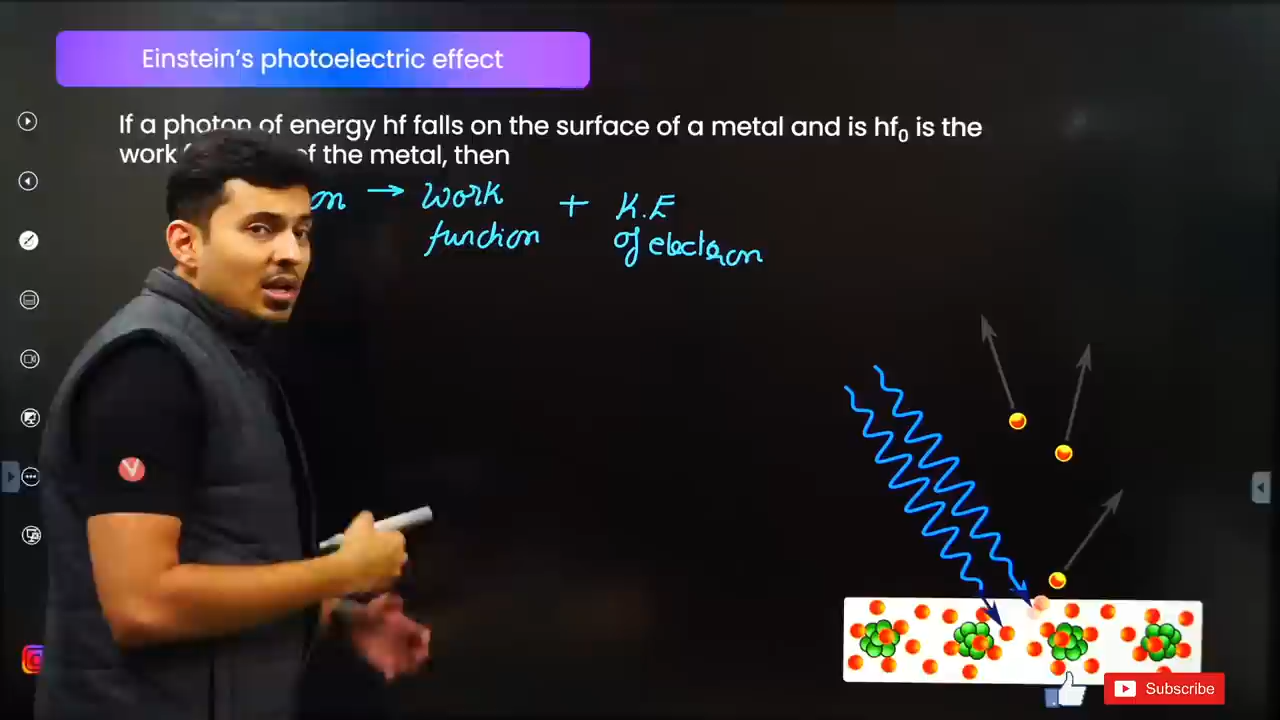 Einstein's photoelectric effect
If a photon of energy hf falls on the surface of a metal and is hf₀ is the
work of the metal, then
on → work + K.E
function of electron
V
Subscribe